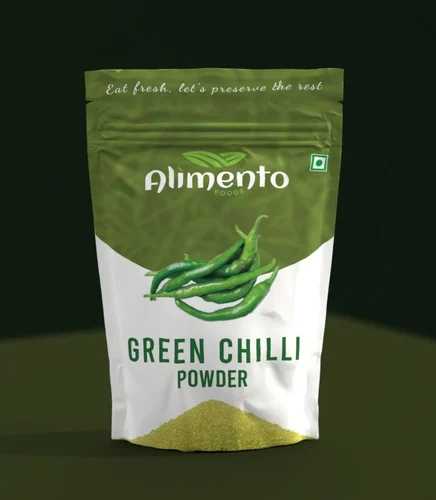 Eat fresh, let's preserve the rest
Alimento
FOODS
GREEN CHILLI
POWDER